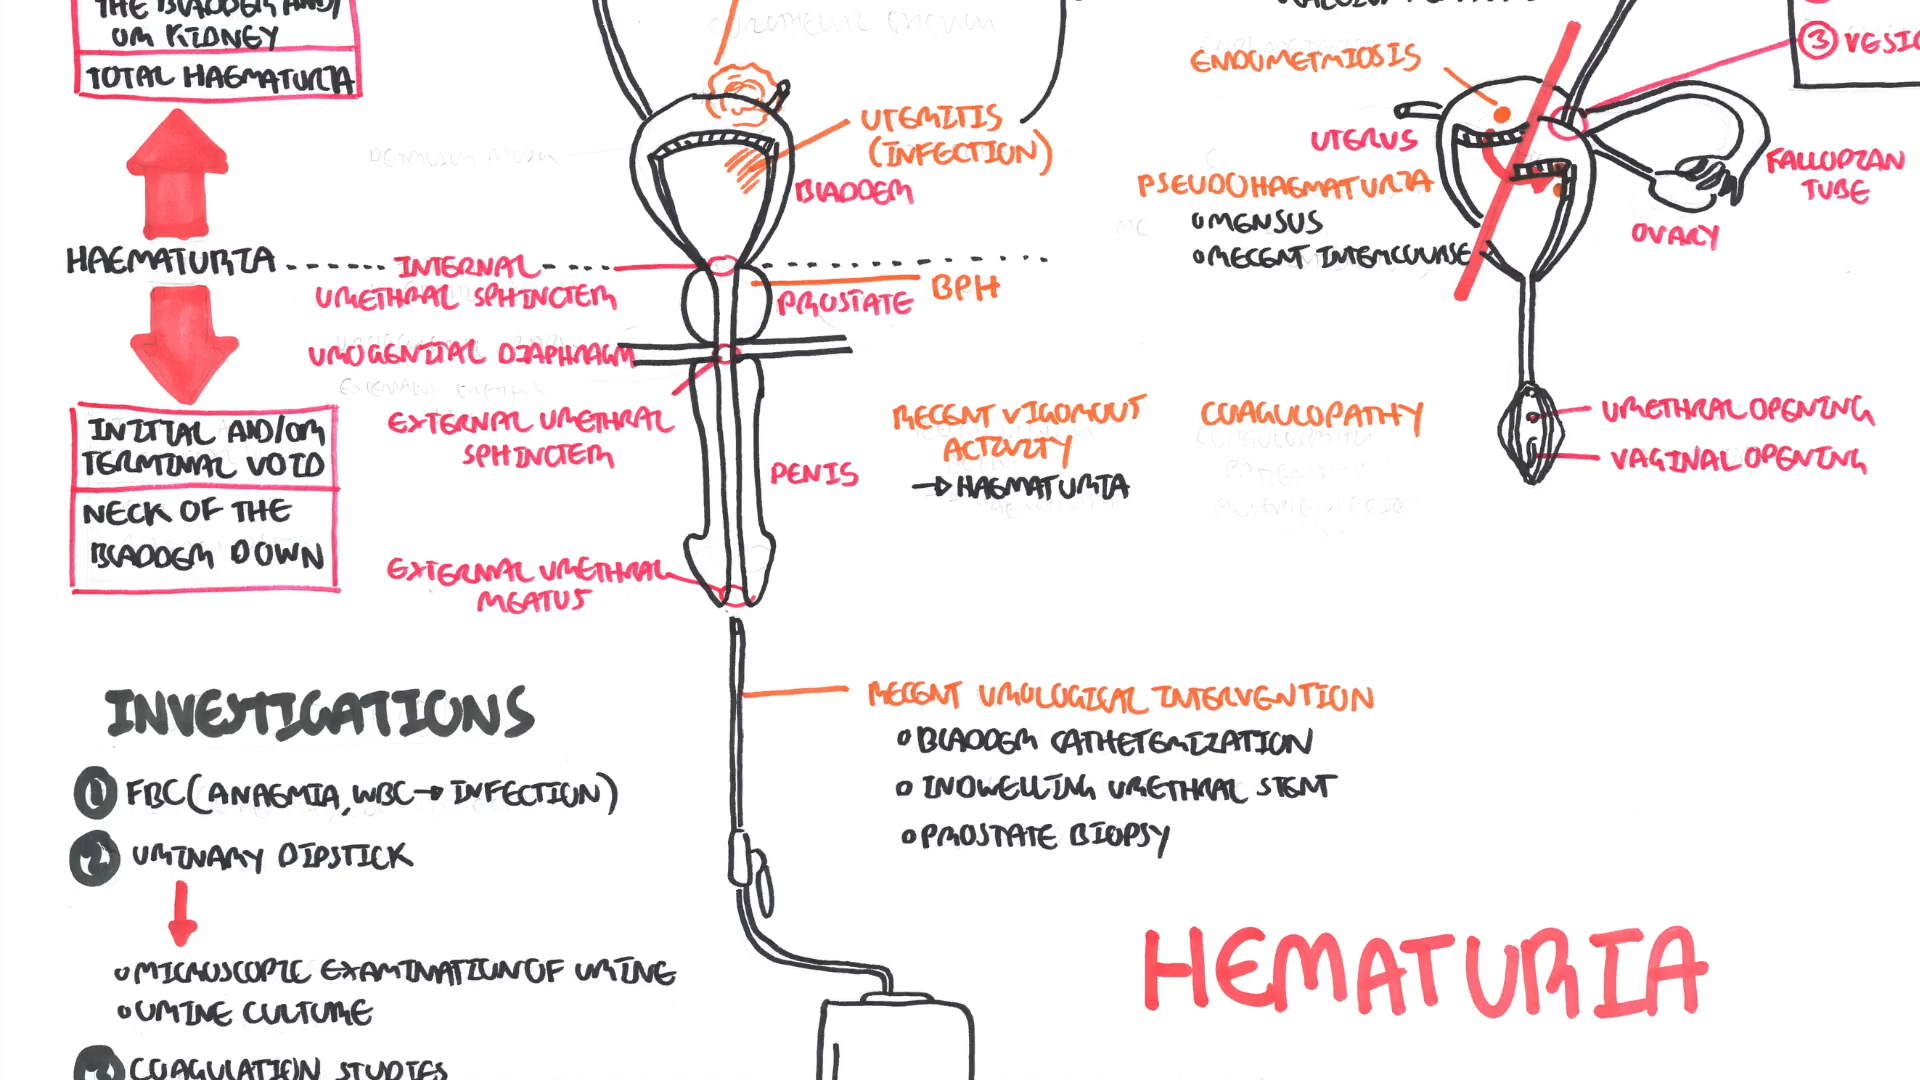 THE BLADDER AND/
OR KIDNEY
TOTAL HAEMATURIA
HAEMATURIA
INITIAL AND/OR
TERMINAL VOID
NECK OF THE
BLADDER DOWN
INTERNAL
URETHRAL SPHINCTER
UROGENITAL DIAPHRAGM
EXTERNAL URETHRAL
SPHINCTER
EXTERNAL URETHRAL
MEATUS
URETRITIS
(INFECTION)
BLADDER
BPH
PROSTATE
PENIS
RECENT VIGOROUT
ACTIVITY
→ HAEMATURIA
COAGULOPATHY
ENDOMETRIOSIS
UTERUS
PSEUDOHAEMATURIA
MENSUS
RECENT INTERCOURSE
③ VESIC
FALLOPIAN
TUBE
OVARY
URETHRAL OPENING
VAGINAL OPENING
RECENT UROLOGICAL INTERVENTION
BLADDER CATHETERIZATION
INDWELLING URETHRAL STENT
PROSTATE BIOPSY
INVESTIGATIONS
① FBC (ANAEMIA, WBC → INFECTION)
② URINARY DIPSTICK
MICROSCOPIC EXAMINATION OF URINE
URINE CULTURE
COAGULATION STUDIES
HEMATURIA